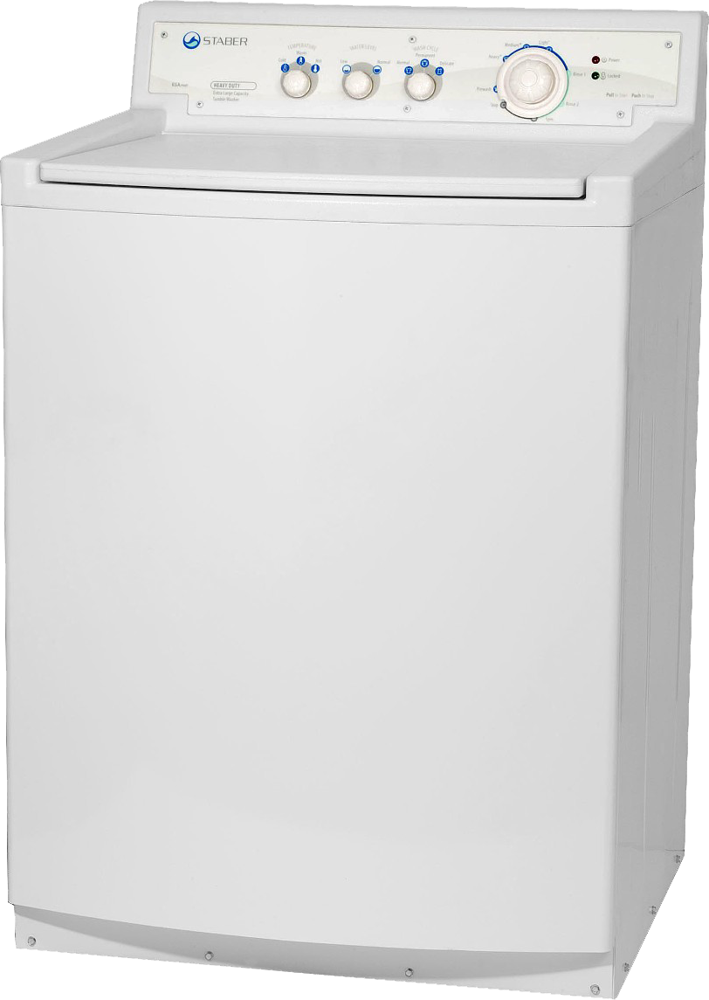 STABER
HEAVY DUTY
Extra Large Capacity
Tumble Washer
TEMPERATURE
Cold
Warm
Hot
WATER LEVEL
Low
Normal
WASH CYCLE
Normal
Permanent
Delicate
Prewash
Heavy*
Medium*
Light*
Rinse 1
Rinse 2
Spin
Stop
Power
Locked
Pull to Start Push to Stop